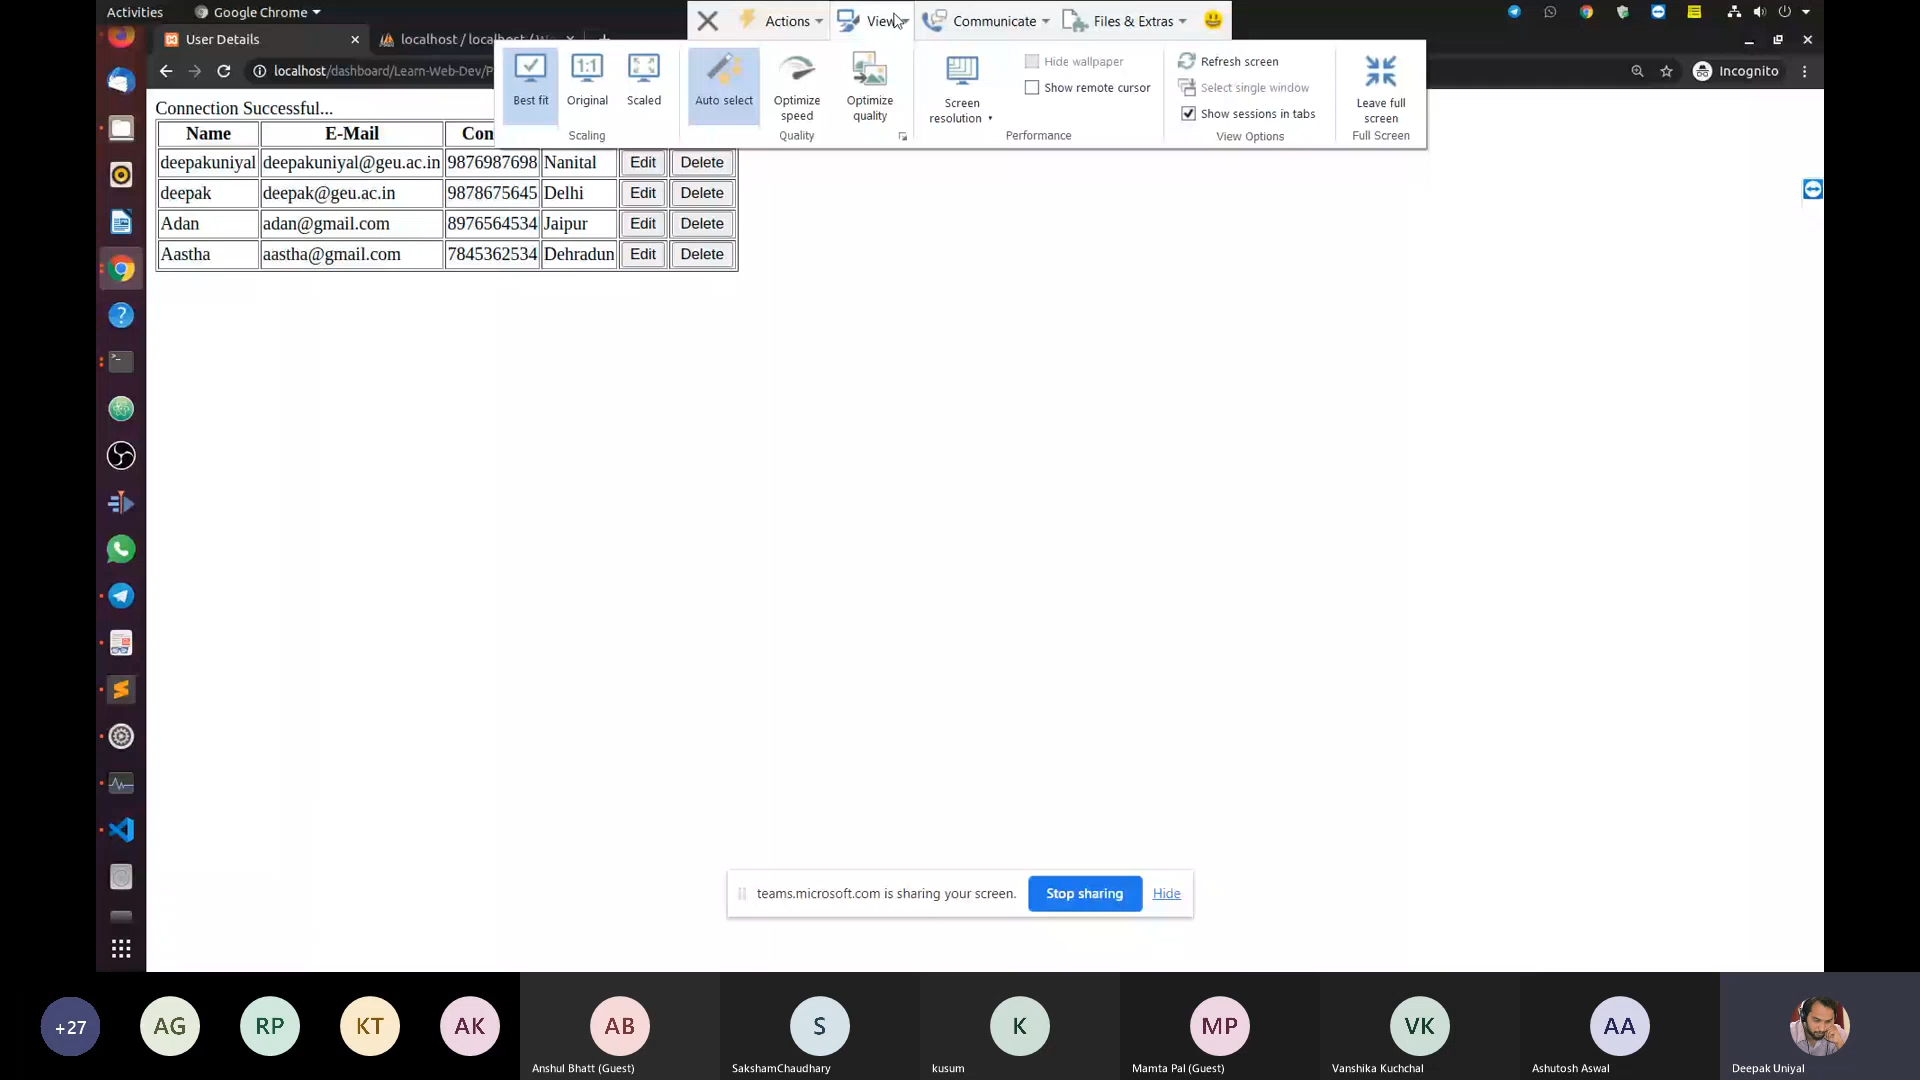 Activities
Google Chrome
User Details
localhost / localhost /
localhost/dashboard/Learn-Web-Dev/P
Incognito
Actions
View
Communicate
Files & Extras
Best fit
Original
Scaled
Scaling
Auto select
Optimize speed
Optimize quality
Quality
Screen resolution
Hide wallpaper
Show remote cursor
Performance
Refresh screen
Select single window
Show sessions in tabs
View Options
Leave full screen
Full Screen
Connection Successful...
Name E-Mail Con
deepakuniyal deepakuniyal@geu.ac.in 9876987698 Nanital Edit Delete
deepak deepak@geu.ac.in 9878675645 Delhi Edit Delete
Adan adan@gmail.com 8976564534 Jaipur Edit Delete
Aastha aastha@gmail.com 7845362534 Dehradun Edit Delete
teams.microsoft.com is sharing your screen. Stop sharing Hide
+27 AG RP KT AK AB S K MP VK AA
Anshul Bhatt (Guest) SakshamChaudhary kusum Mamta Pal (Guest) Vanshika Kuchchal Ashutosh Aswal Deepak Uniyal